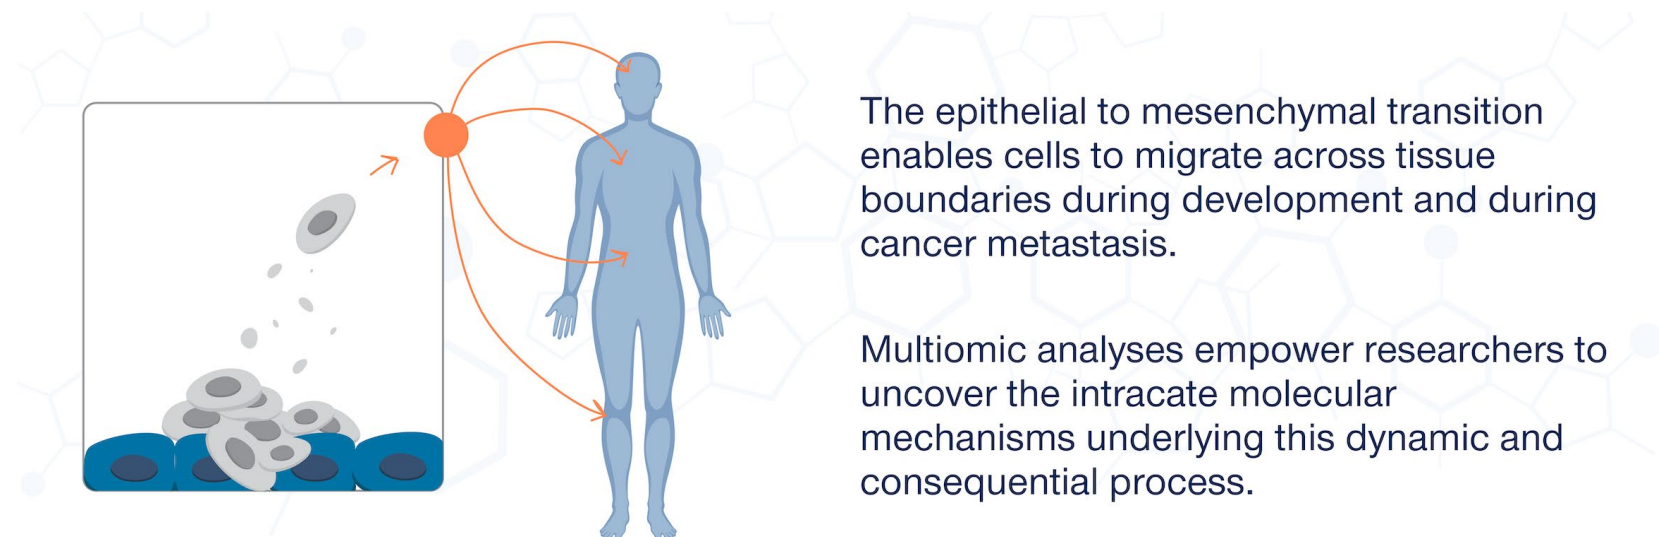 The epithelial to mesenchymal transition
enables cells to migrate across tissue
boundaries during development and during
cancer metastasis.
Multiomic analyses empower researchers to
uncover the intracate molecular
mechanisms underlying this dynamic and
consequential process.